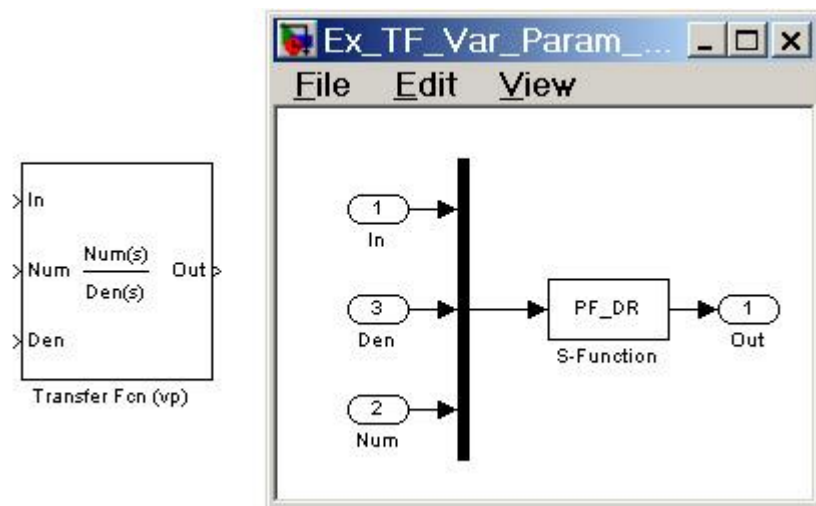 In
Num
Den
Num(s)
Den(s)
Out
Transfer Fcn (vp)
Ex_TF_Var_Param_...
File Edit View
1
In
3
Den
2
Num
PF_DR
S-Function
1
Out